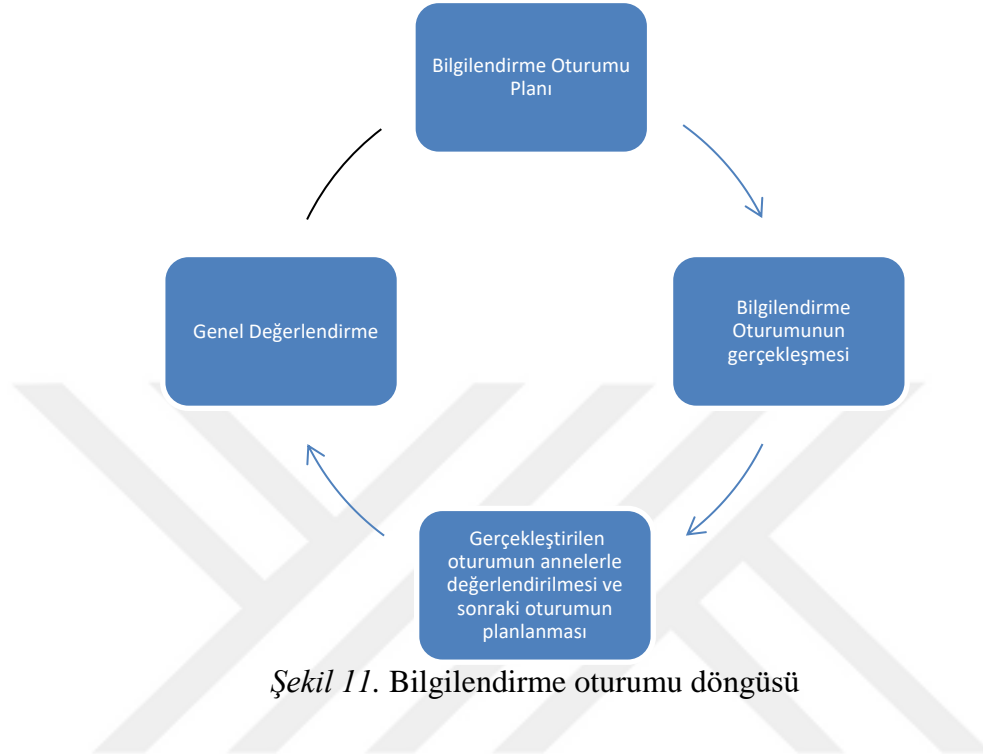 Bilgilendirme Oturumu
Planı
Bilgilendirme
Oturumunun
gerçekleşmesi
Gerçekleştirilen
oturumun annelerle
değerlendirilmesi ve
sonraki oturumun
planlanması
Genel Değerlendirme
Şekil 11. Bilgilendirme oturumu döngüsü